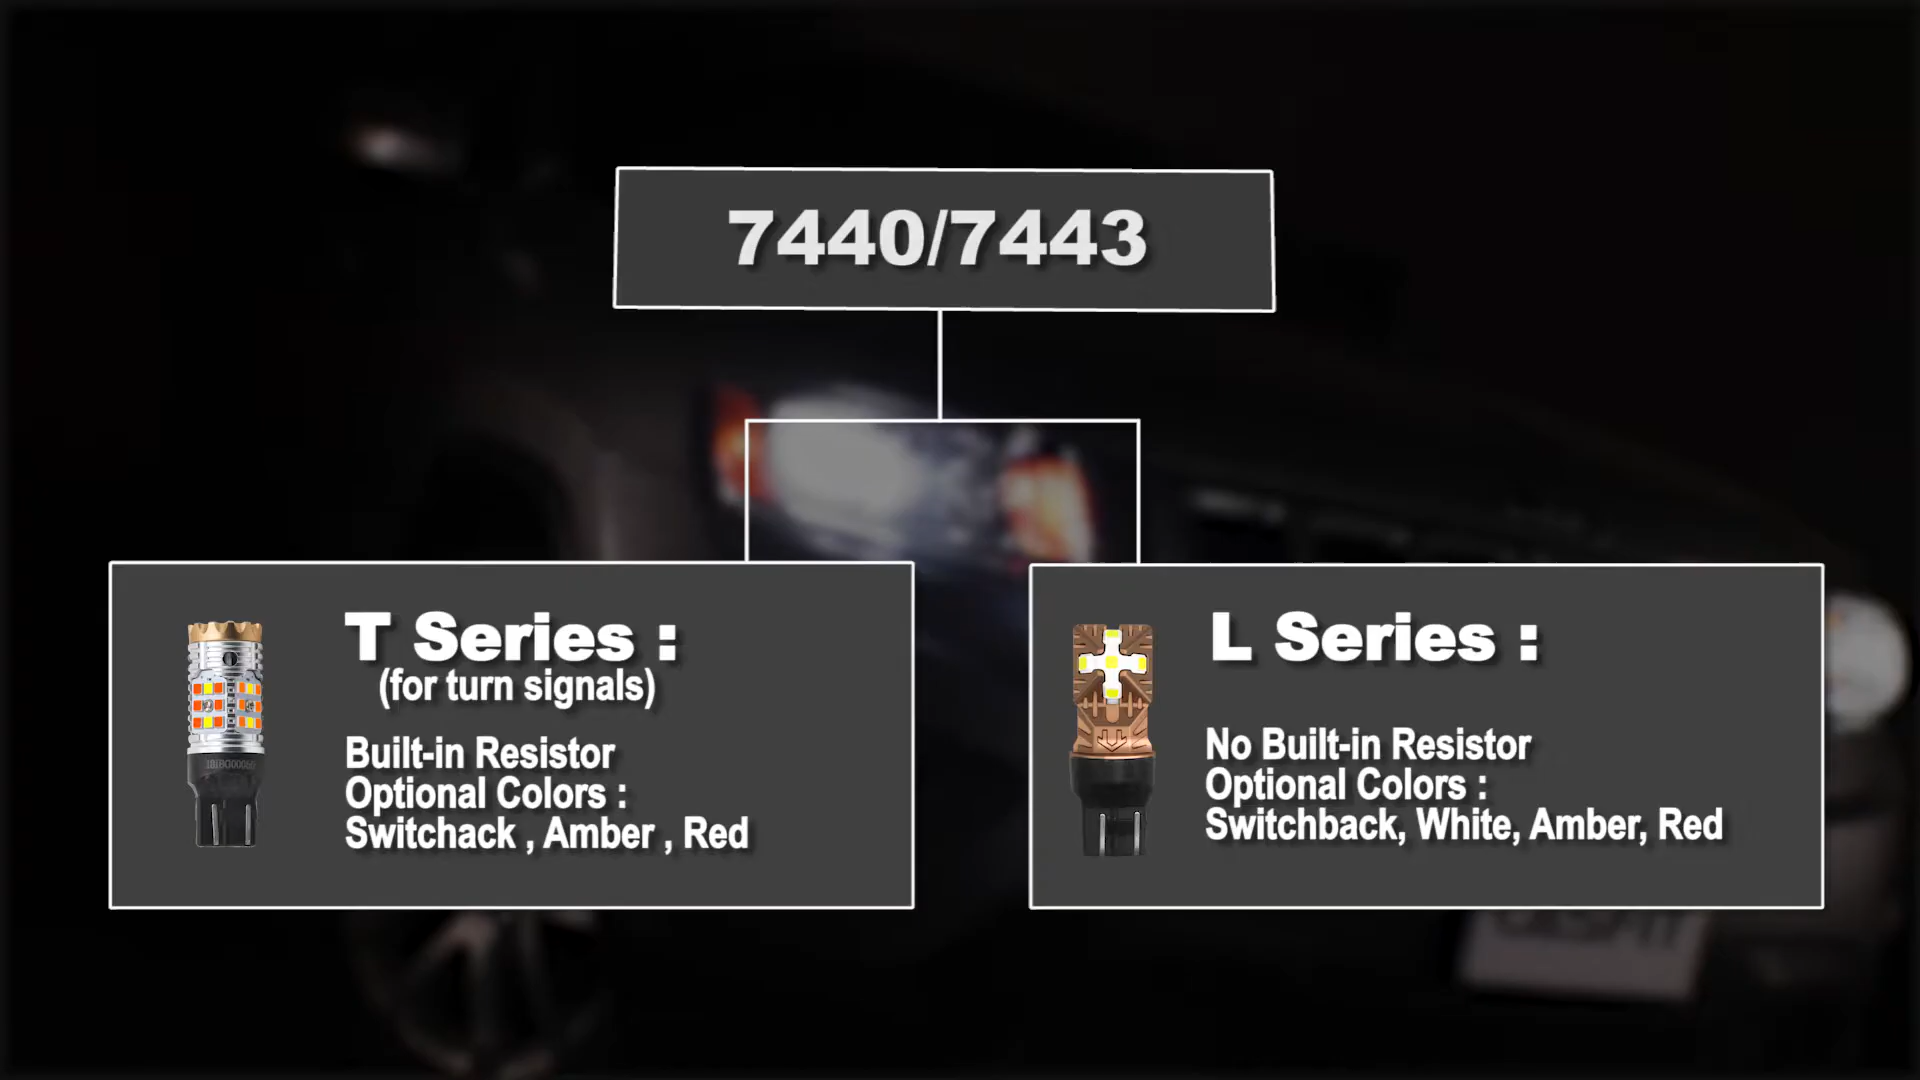 7440/7443
T Series :
(for turn signals)
Built-in Resistor
Optional Colors :
Switchack , Amber , Red
L Series :
No Built-in Resistor
Optional Colors :
Switchback, White, Amber, Red